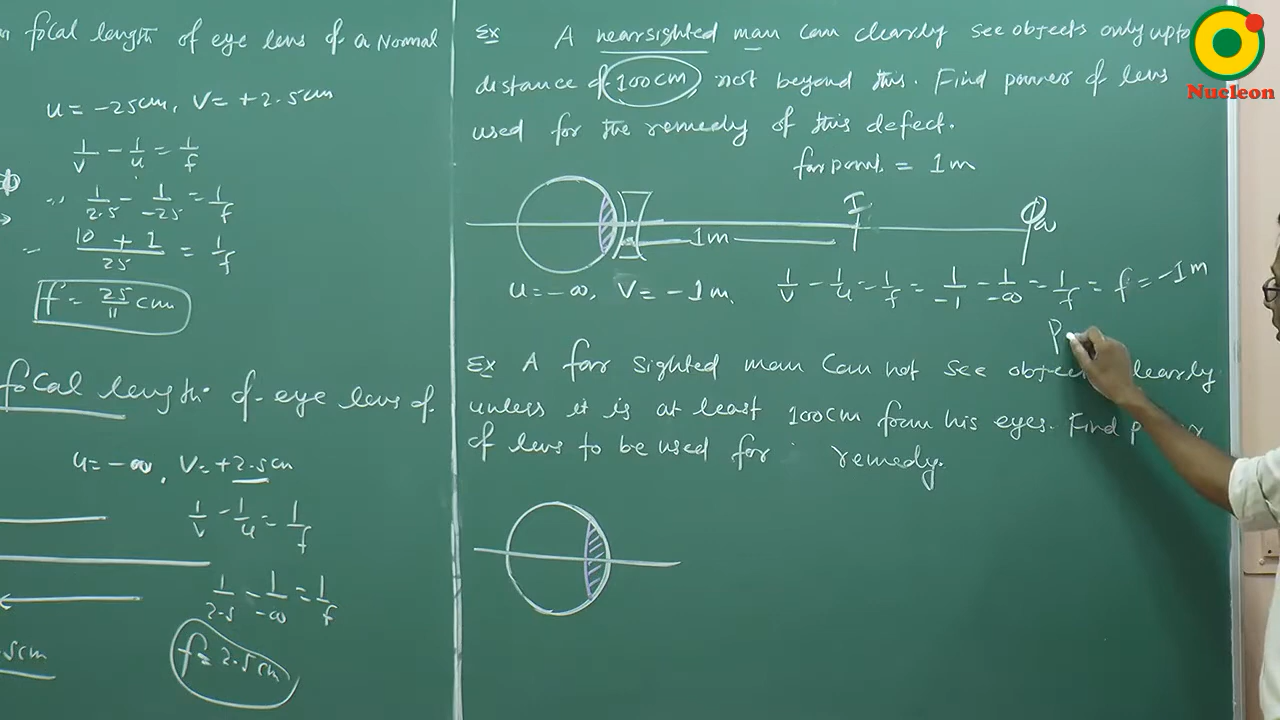 focal length of eye lens of a Normal
u = -25cm, v = +2.5cm
1/v - 1/u = 1/f
1/2.5 - 1/-25 = 1/f
10 + 1/25 = 1/f
f = 25/11 cm
focal length of eye lens of
u = -∞, v = +2.5cm
1/v - 1/u = 1/f
1/2.5 - 1/-∞ = 1/f
f = 2.5cm
.5cm
Ex A nearsighted man can clearly see objects only upto
distance of 100cm, not beyond this. Find power of lens
used for the remedy of this defect.
far point = 1m
I
1m
u = -∞, v = -1m. 1/v - 1/u = 1/f = 1/-1 - 1/-∞ = 1/f = f = -1m
P
Ex A far sighted man can not see objec clearly
unless it is at least 100cm from his eyes. Find p
of lens to be used for remedy.
Nucleon